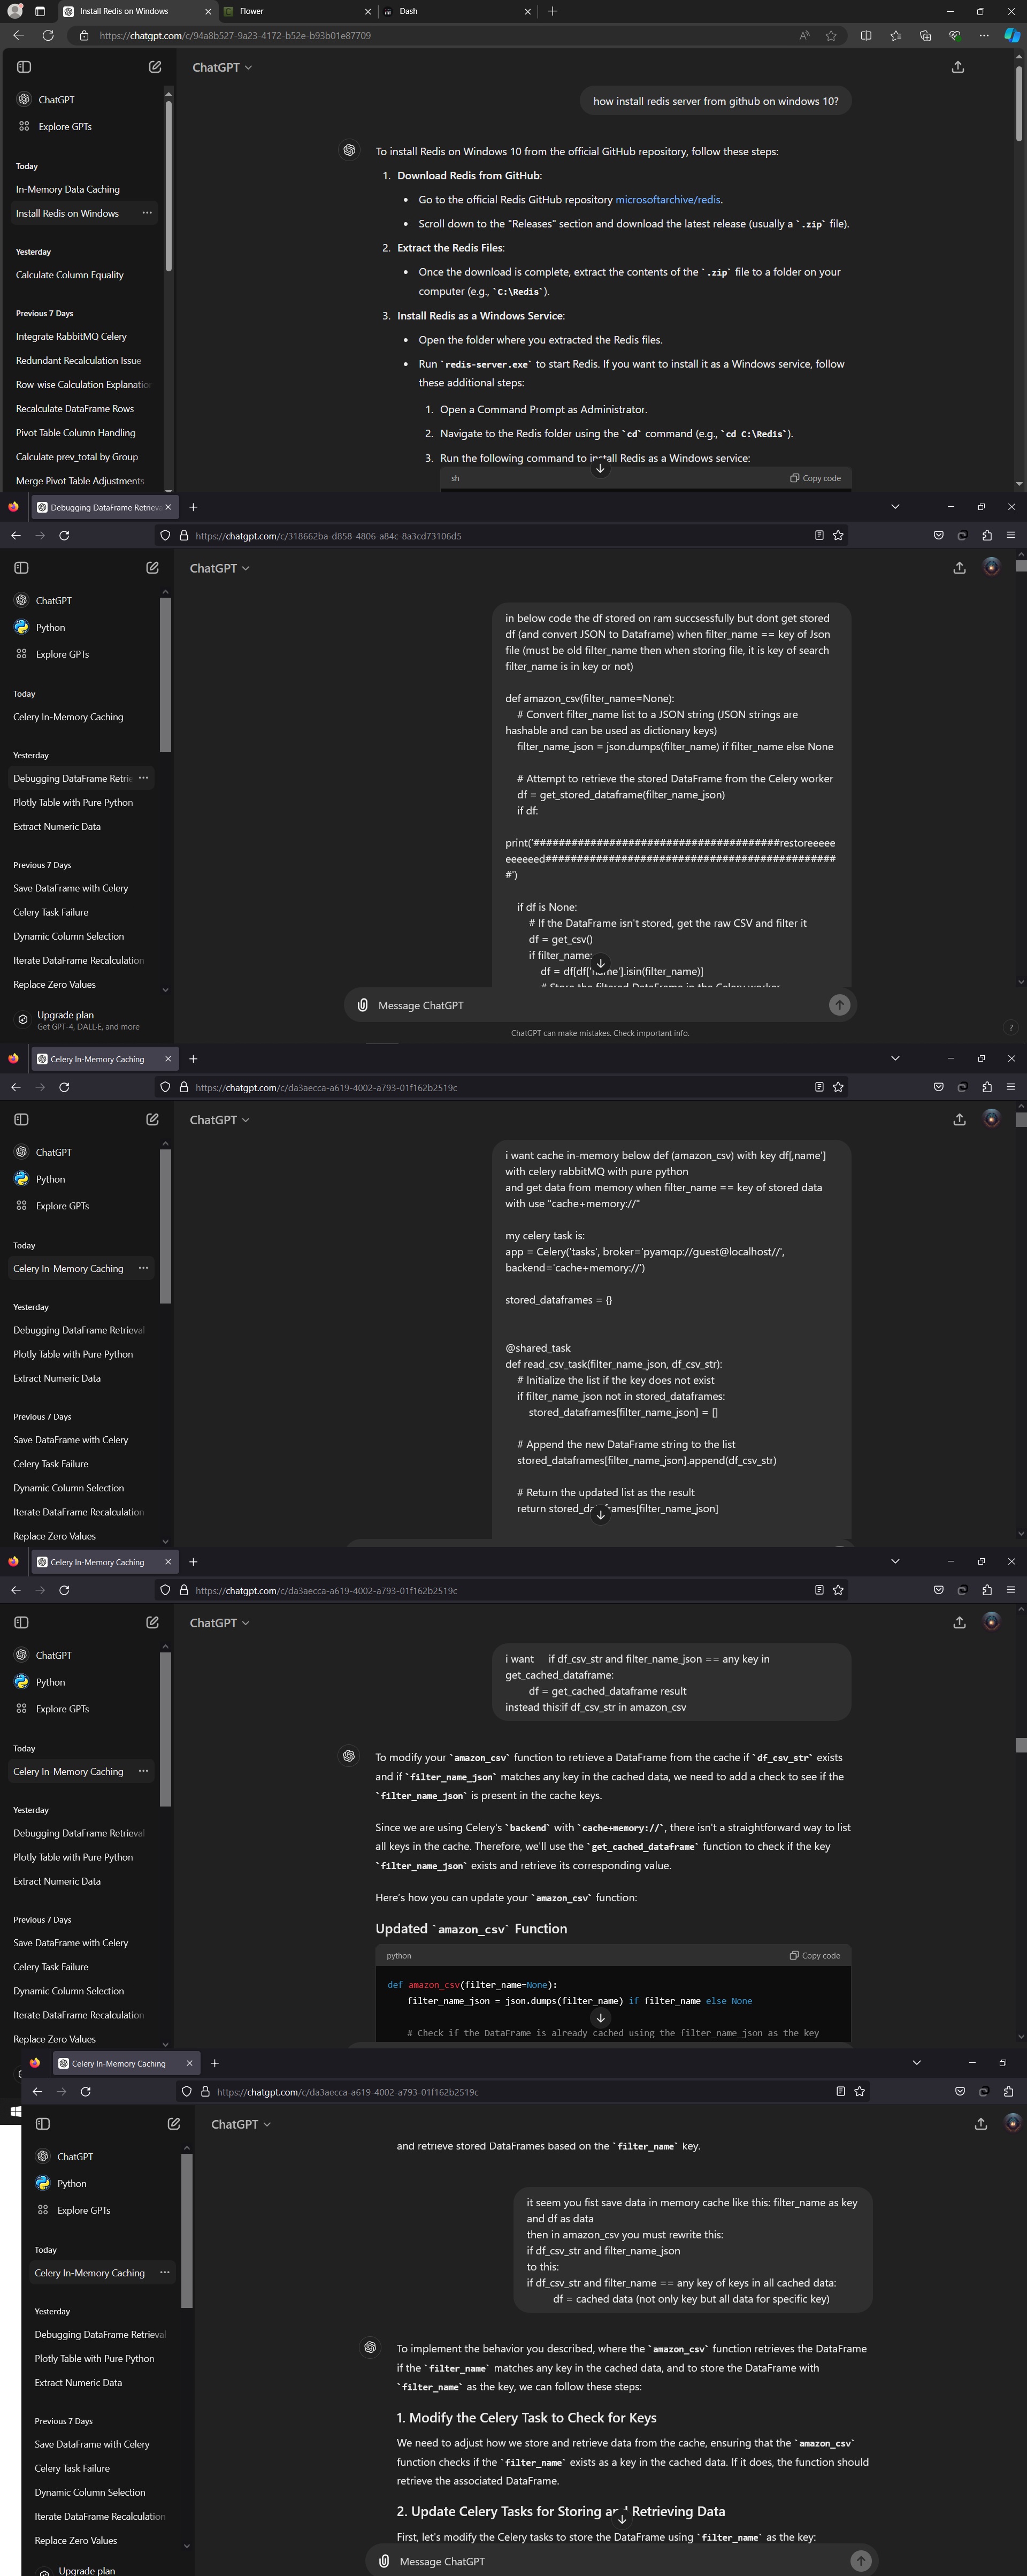 Install Redis on Windows
Flower
Dash
https://chatgpt.com/c/94a8b527-9a23-4172-b52e-b93b01e87709
ChatGPT
ChatGPT
Explore GPTs
Today
In-Memory Data Caching
Install Redis on Windows
Yesterday
Calculate Column Equality
Previous 7 Days
Integrate RabbitMQ Celery
Redundant Recalculation Issue
Row-wise Calculation Explanation
Recalculate DataFrame Rows
Pivot Table Column Handling
Calculate prev_total by Group
Merge Pivot Table Adjustments
how install redis server from github on windows 10?
To install Redis on Windows 10 from the official GitHub repository, follow these steps:
1. Download Redis from GitHub:
• Go to the official Redis GitHub repository microsoftarchive/redis.
• Scroll down to the "Releases" section and download the latest release (usually a `.zip` file).
2. Extract the Redis Files:
• Once the download is complete, extract the contents of the `.zip` file to a folder on your
computer (e.g., `C:\Redis`).
3. Install Redis as a Windows Service:
• Open the folder where you extracted the Redis files.
• Run `redis-server.exe` to start Redis. If you want to install it as a Windows service, follow
these additional steps:
1. Open a Command Prompt as Administrator.
2. Navigate to the Redis folder using the `cd` command (e.g., `cd C:\Redis`).
3. Run the following command to install Redis as a Windows service:
sh
Copy code
Debugging DataFrame Retrieva
https://chatgpt.com/c/318662ba-d858-4806-a84c-8a3cd73106d5
ChatGPT
ChatGPT
Python
Explore GPTs
Today
Celery In-Memory Caching
Yesterday
Debugging DataFrame Retrie
Plotly Table with Pure Python
Extract Numeric Data
Previous 7 Days
Save DataFrame with Celery
Celery Task Failure
Dynamic Column Selection
Iterate DataFrame Recalculation
Replace Zero Values
Upgrade plan
Get GPT-4, DALL·E, and more
in below code the df stored on ram succsessfully but dont get stored
df (and convert JSON to Dataframe) when filter_name == key of Json
file (must be old filter_name then when storing file, it is key of search
filter_name is in key or not)
def amazon_csv(filter_name=None):
# Convert filter_name list to a JSON string (JSON strings are
hashable and can be used as dictionary keys)
filter_name_json = json.dumps(filter_name) if filter_name else None
# Attempt to retrieve the stored DataFrame from the Celery worker
df = get_stored_dataframe(filter_name_json)
if df:
print('#######################################restoreeeee
eeeeeed##############################################
#')
if df is None:
# If the DataFrame isn't stored, get the raw CSV and filter it
df = get_csv()
if filter_name:
df = df[df['name'].isin(filter_name)]
# Store the filtered DataFrame in the Celery worker
Message ChatGPT
ChatGPT can make mistakes. Check important info.
?
Celery In-Memory Caching
https://chatgpt.com/c/da3aecca-a619-4002-a793-01f162b2519c
ChatGPT
ChatGPT
Python
Explore GPTs
Today
Celery In-Memory Caching
Yesterday
Debugging DataFrame Retrieval
Plotly Table with Pure Python
Extract Numeric Data
Previous 7 Days
Save DataFrame with Celery
Celery Task Failure
Dynamic Column Selection
Iterate DataFrame Recalculation
Replace Zero Values
i want cache in-memory below def (amazon_csv) with key df[,name']
with celery rabbitMQ with pure python
and get data from memory when filter_name == key of stored data
with use "cache+memory://"
my celery task is:
app = Celery('tasks', broker='pyamqp://guest@localhost//',
backend='cache+memory://')
stored_dataframes = {}
@shared_task
def read_csv_task(filter_name_json, df_csv_str):
# Initialize the list if the key does not exist
if filter_name_json not in stored_dataframes:
stored_dataframes[filter_name_json] = []
# Append the new DataFrame string to the list
stored_dataframes[filter_name_json].append(df_csv_str)
# Return the updated list as the result
return stored_dataframes[filter_name_json]
Celery In-Memory Caching
https://chatgpt.com/c/da3aecca-a619-4002-a793-01f162b2519c
ChatGPT
ChatGPT
Python
Explore GPTs
Today
Celery In-Memory Caching
Yesterday
Debugging DataFrame Retrieval
Plotly Table with Pure Python
Extract Numeric Data
Previous 7 Days
Save DataFrame with Celery
Celery Task Failure
Dynamic Column Selection
Iterate DataFrame Recalculation
Replace Zero Values
i want if df_csv_str and filter_name_json == any key in
get_cached_dataframe:
df = get_cached_dataframe result
instead this:if df_csv_str in amazon_csv
To modify your `amazon_csv` function to retrieve a DataFrame from the cache if `df_csv_str` exists
and if `filter_name_json` matches any key in the cached data, we need to add a check to see if the
`filter_name_json` is present in the cache keys.
Since we are using Celery's `backend` with `cache+memory://`, there isn't a straightforward way to list
all keys in the cache. Therefore, we'll use the `get_cached_dataframe` function to check if the key
`filter_name_json` exists and retrieve its corresponding value.
Here's how you can update your `amazon_csv` function:
Updated `amazon_csv` Function
python
Copy code
def amazon_csv(filter_name=None):
filter_name_json = json.dumps(filter_name) if filter_name else None
# Check if the DataFrame is already cached using the filter_name_json as the key
Celery In-Memory Caching
https://chatgpt.com/c/da3aecca-a619-4002-a793-01f162b2519c
ChatGPT
ChatGPT
Python
Explore GPTs
Today
Celery In-Memory Caching
Yesterday
Debugging DataFrame Retrieval
Plotly Table with Pure Python
Extract Numeric Data
Previous 7 Days
Save DataFrame with Celery
Celery Task Failure
Dynamic Column Selection
Iterate DataFrame Recalculation
Replace Zero Values
Upgrade plan
and retrieve stored DataFrames based on the `filter_name` key.
it seem you fist save data in memory cache like this: filter_name as key
and df as data
then in amazon_csv you must rewrite this:
if df_csv_str and filter_name_json
to this:
if df_csv_str and filter_name == any key of keys in all cached data:
df = cached data (not only key but all data for specific key)
To implement the behavior you described, where the `amazon_csv` function retrieves the DataFrame
if the `filter_name` matches any key in the cached data, and to store the DataFrame with
`filter_name` as the key, we can follow these steps:
1. Modify the Celery Task to Check for Keys
We need to adjust how we store and retrieve data from the cache, ensuring that the `amazon_csv`
function checks if the `filter_name` exists as a key in the cached data. If it does, the function should
retrieve the associated DataFrame.
2. Update Celery Tasks for Storing and Retrieving Data
First, let's modify the Celery tasks to store the DataFrame using `filter_name` as the key:
Message ChatGPT